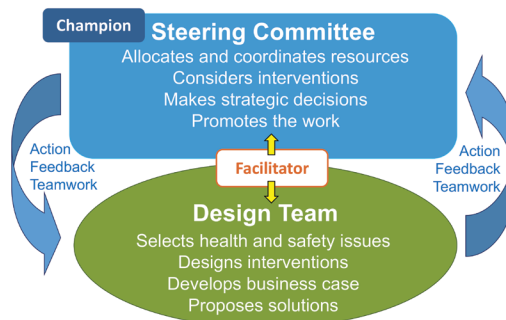 Champion
Steering Committee
Allocates and coordinates resources
Considers interventions
Makes strategic decisions
Promotes the work
Action
Feedback
Teamwork
Facilitator
Action
Feedback
Teamwork
Design Team
Selects health and safety issues
Designs interventions
Develops business case
Proposes solutions